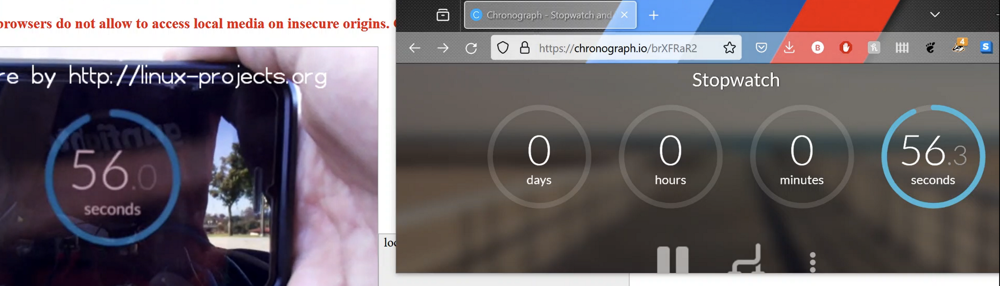 browsers do not allow to access local media on insecure origins.
re by http://linux-projects.org
56.0
seconds
loc
Chronograph - Stopwatch and
https://chronograph.io/brXFRaR2
B
4
S
Stopwatch
0
days
0
hours
0
minutes
56.3
seconds